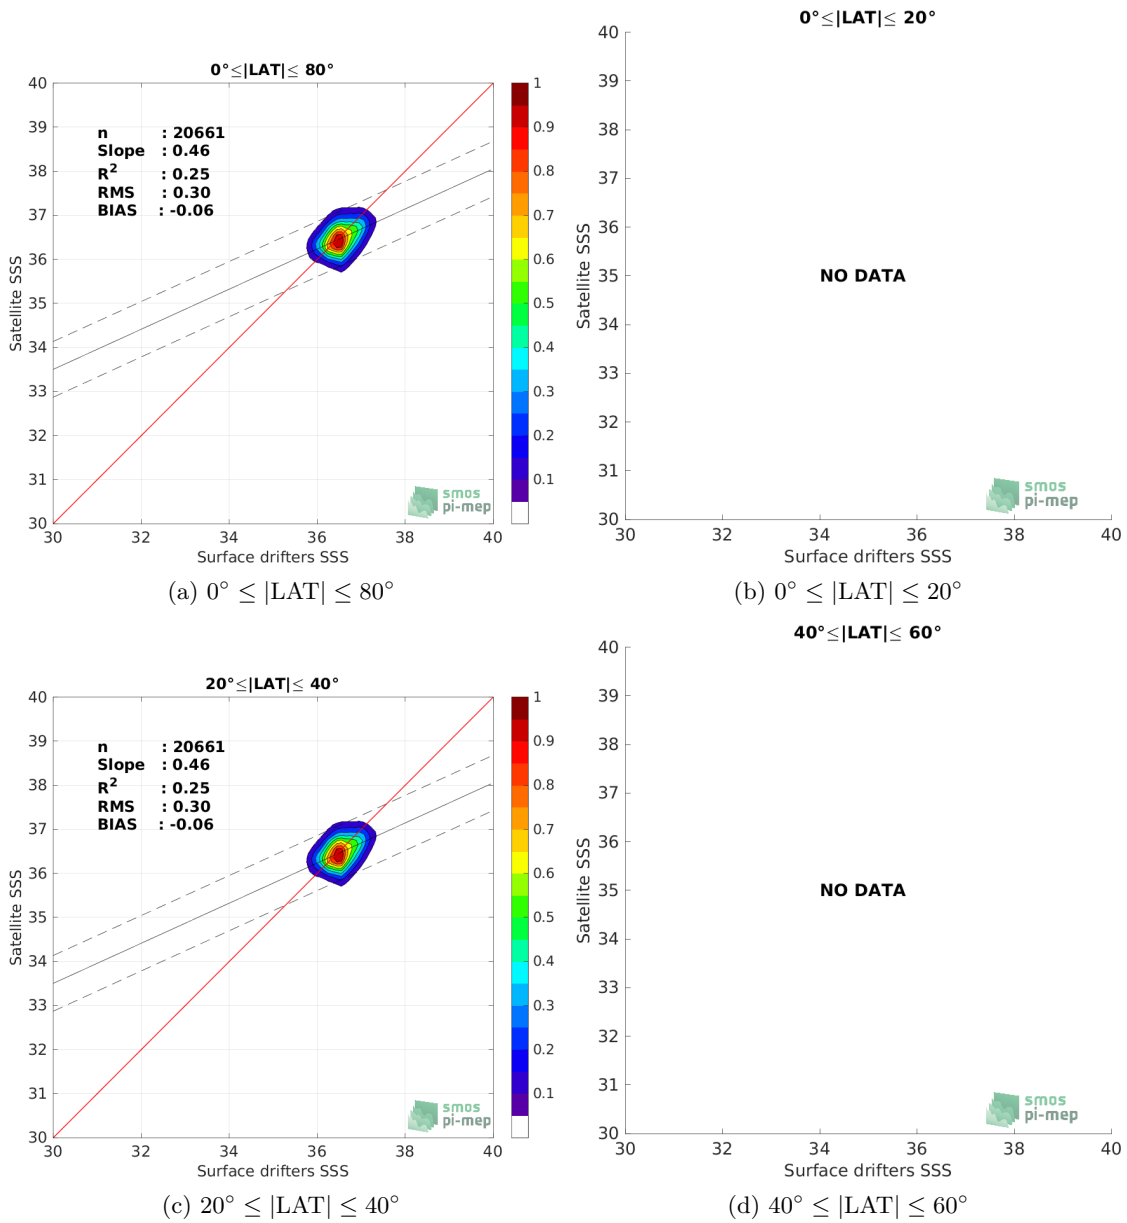 0°≤|LAT|≤ 80°
40
39
38
37
36
35
34
33
32
31
30
Satellite SSS
n : 20661
Slope : 0.46
R² : 0.25
RMS : 0.30
BIAS : -0.06
smos
pi-mep
30 32 34 36 38 40
Surface drifters SSS
1
0.9
0.8
0.7
0.6
0.5
0.4
0.3
0.2
0.1
(a) 0° ≤ |LAT| ≤ 80°
0°≤|LAT|≤ 20°
40
39
38
37
36
35
34
33
32
31
30
Satellite SSS
NO DATA
smos
pi-mep
30 32 34 36 38 40
Surface drifters SSS
(b) 0° ≤ |LAT| ≤ 20°
20°≤|LAT|≤ 40°
40
39
38
37
36
35
34
33
32
31
30
Satellite SSS
n : 20661
Slope : 0.46
R² : 0.25
RMS : 0.30
BIAS : -0.06
smos
pi-mep
30 32 34 36 38 40
Surface drifters SSS
1
0.9
0.8
0.7
0.6
0.5
0.4
0.3
0.2
0.1
(c) 20° ≤ |LAT| ≤ 40°
40°≤|LAT|≤ 60°
40
39
38
37
36
35
34
33
32
31
30
Satellite SSS
NO DATA
smos
pi-mep
30 32 34 36 38 40
Surface drifters SSS
(d) 40° ≤ |LAT| ≤ 60°